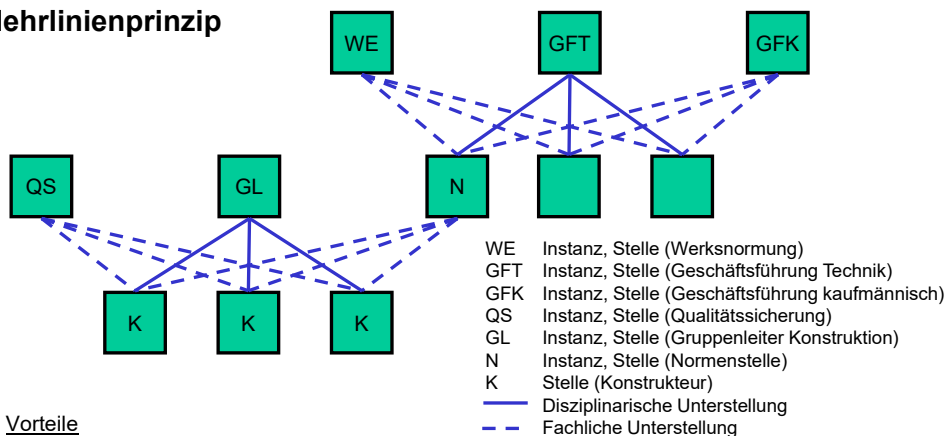 ehrlinienprinzip
WE GFT GFK
QS GL N
K K K
WE Instanz, Stelle (Werksnormung)
GFT Instanz, Stelle (Geschäftsführung Technik)
GFK Instanz, Stelle (Geschäftsführung kaufmännisch)
QS Instanz, Stelle (Qualitätssicherung)
GL Instanz, Stelle (Gruppenleiter Konstruktion)
N Instanz, Stelle (Normenstelle)
K Stelle (Konstrukteur)
Disziplinarische Unterstellung
Fachliche Unterstellung
Vorteile